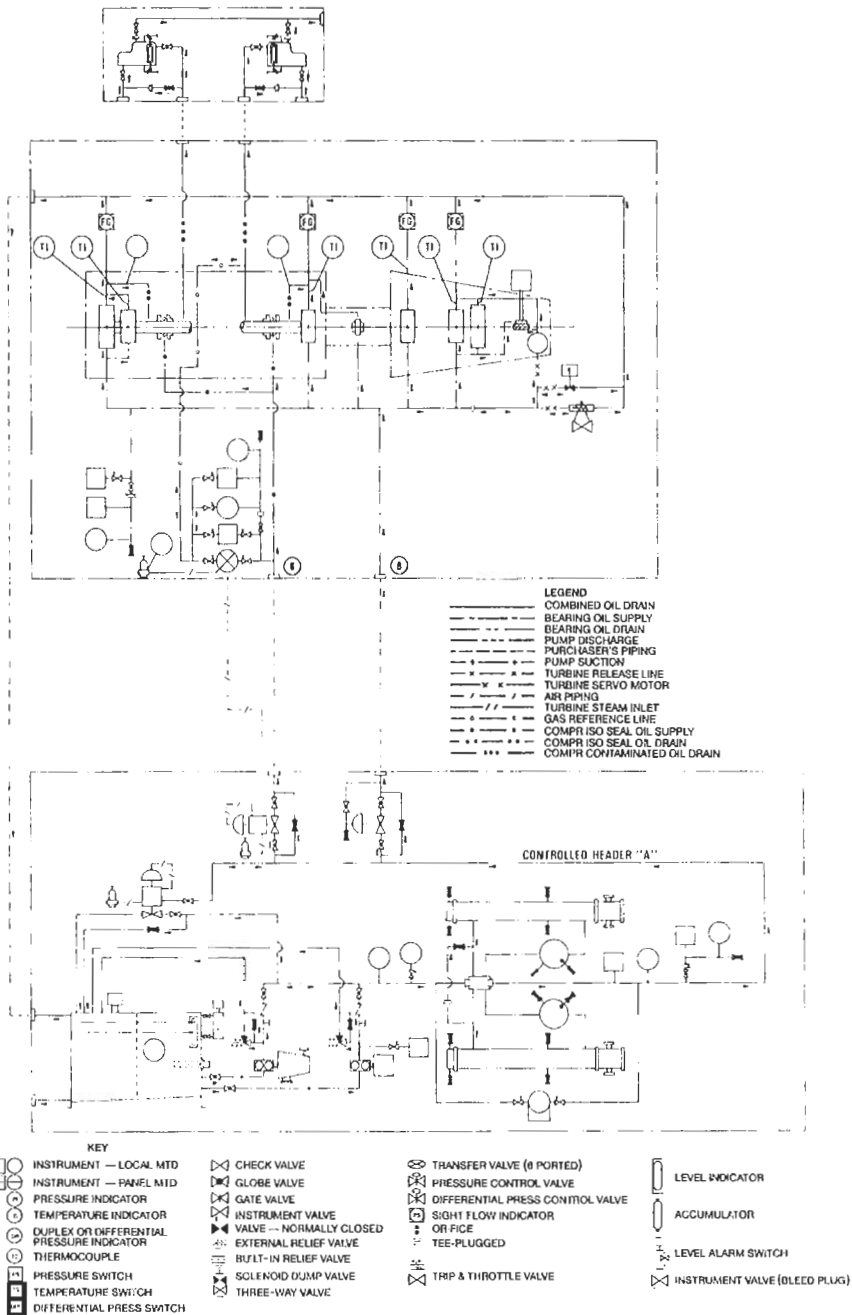 FG
FG
FG
FG
TI
TI
TI
TI
TI
TI
6
8
LEGEND
COMBINED OIL DRAIN
BEARING OIL SUPPLY
BEARING OIL DRAIN
PUMP DISCHARGE
PURCHASER'S PIPING
PUMP SUCTION
TURBINE RELEASE LINE
TURBINE SERVO MOTOR
AIR PIPING
TURBINE STEAM INLET
GAS REFERENCE LINE
COMPR ISO SEAL OIL SUPPLY
COMPR ISO SEAL OIL DRAIN
COMPR CONTAMINATED OIL DRAIN
CONTROLLED HEADER "A"
KEY
INSTRUMENT — LOCAL MTD
INSTRUMENT — PANEL MTD
PRESSURE INDICATOR
TEMPERATURE INDICATOR
DUPLEX OR DIFFERENTIAL
PRESSURE INDICATOR
THERMOCOUPLE
PRESSURE SWITCH
TEMPERATURE SWITCH
DIFFERENTIAL PRESS SWITCH
CHECK VALVE
GLOBE VALVE
GATE VALVE
INSTRUMENT VALVE
VALVE — NORMALLY CLOSED
EXTERNAL RELIEF VALVE
BUILT-IN RELIEF VALVE
SOLENOID DUMP VALVE
THREE-WAY VALVE
TRANSFER VALVE (6 PORTED)
PRESSURE CONTROL VALVE
DIFFERENTIAL PRESS CONTROL VALVE
SIGHT FLOW INDICATOR
ORIFICE
TEE-PLUGGED
TRIP & THROTTLE VALVE
LEVEL INDICATOR
ACCUMULATOR
LEVEL ALARM SWITCH
INSTRUMENT VALVE (BLEED PLUG)